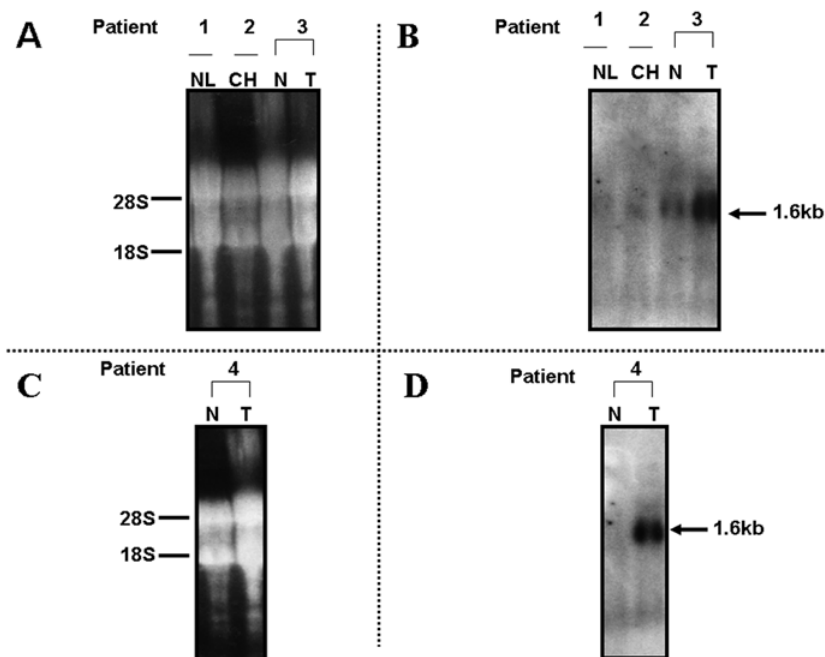 A
Patient 1 2 3
NL CH N T
28S
18S
B
Patient 1 2 3
NL CH N T
1.6kb
C
Patient 4
N T
28S
18S
D
Patient 4
N T
1.6kb